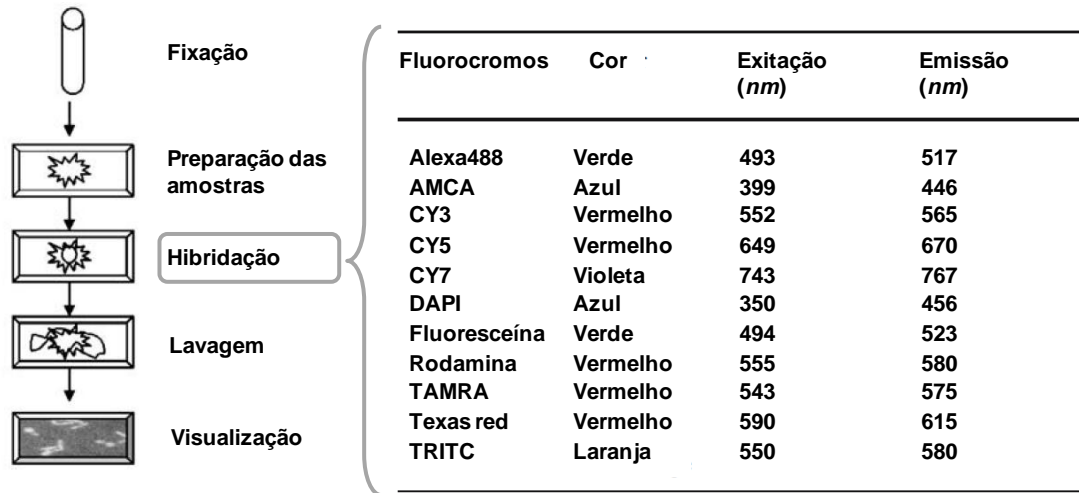 Fixação
Preparação das
amostras
Hibridação
Lavagem
Visualização
Fluorocromos Cor Exitação Emissão
(nm) (nm)
Alexa488 Verde 493 517
AMCA Azul 399 446
CY3 Vermelho 552 565
CY5 Vermelho 649 670
CY7 Violeta 743 767
DAPI Azul 350 456
Fluoresceína Verde 494 523
Rodamina Vermelho 555 580
TAMRA Vermelho 543 575
Texas red Vermelho 590 615
TRITC Laranja 550 580